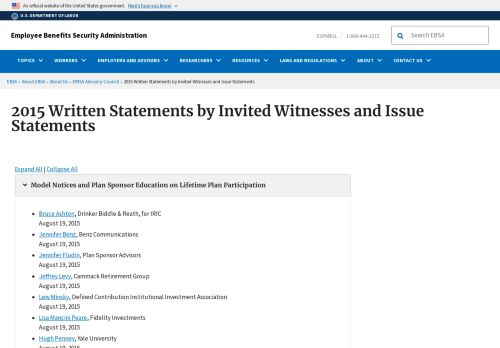 An official website of the United States government. Here's how you know
U.S. DEPARTMENT OF LABOR
Employee Benefits Security Administration
ESPAÑOL | 1-866-444-3272
Search EBSA
TOPICS WORKERS EMPLOYERS AND ADVISERS RESEARCHERS RESOURCES LAWS AND REGULATIONS ABOUT CONTACT US
EBSA » About EBSA » About Us » ERISA Advisory Council » 2015 Written Statements by Invited Witnesses and Issue Statements
2015 Written Statements by Invited Witnesses and Issue
Statements
Expand All | Collapse All
Model Notices and Plan Sponsor Education on Lifetime Plan Participation
Bruce Ashton, Drinker Biddle & Reath, for IRIC
August 19, 2015
Jennifer Benz, Benz Communications
August 19, 2015
Jennifer Flodin, Plan Sponsor Advisors
August 19, 2015
Jeffrey Levy, Cammack Retirement Group
August 19, 2015
Lew Minsky, Defined Contribution Institutional Investment Association
August 19, 2015
Lisa Mancini Peare, Fidelity Investments
August 19, 2015
Hugh Penney, Yale University
August 19, 2015